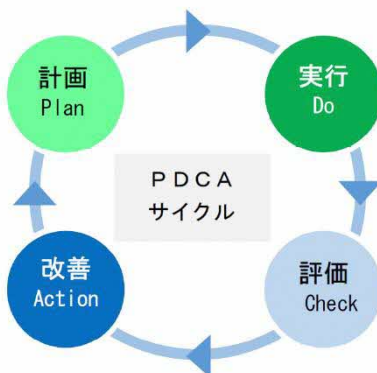 計画
Plan
実行
Do
ＰＤＣＡ
サイクル
改善
Action
評価
Check